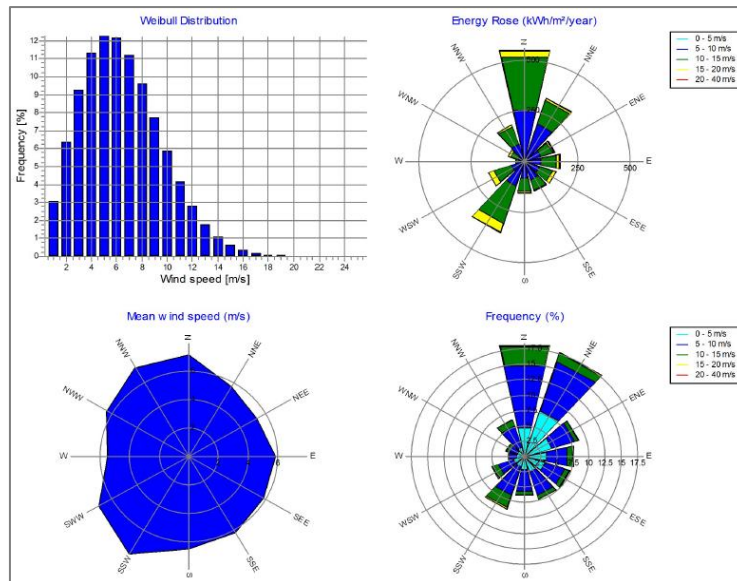 Weibull Distribution
Frequency [%]
12
11
10
9
8
7
6
5
4
3
2
1
0
2 4 6 8 10 12 14 16 18 20 22 24
Wind speed [m/s]
Energy Rose (kWh/m²/year)
N
NNE
ENE
E
ESE
SSE
S
SSW
WSW
W
WNW
NNW
500
250
250 500
0 - 5 m/s
5 - 10 m/s
10 - 15 m/s
15 - 20 m/s
20 - 40 m/s
Mean wind speed (m/s)
N
NNE
NEE
E
SEE
SSE
S
SSW
SWW
W
NWW
NNW
6
Frequency (%)
N
NNE
ENE
E
ESE
SSE
S
SSW
WSW
W
WNW
NNW
10 12.5 15 17.5
0 - 5 m/s
5 - 10 m/s
10 - 15 m/s
15 - 20 m/s
20 - 40 m/s